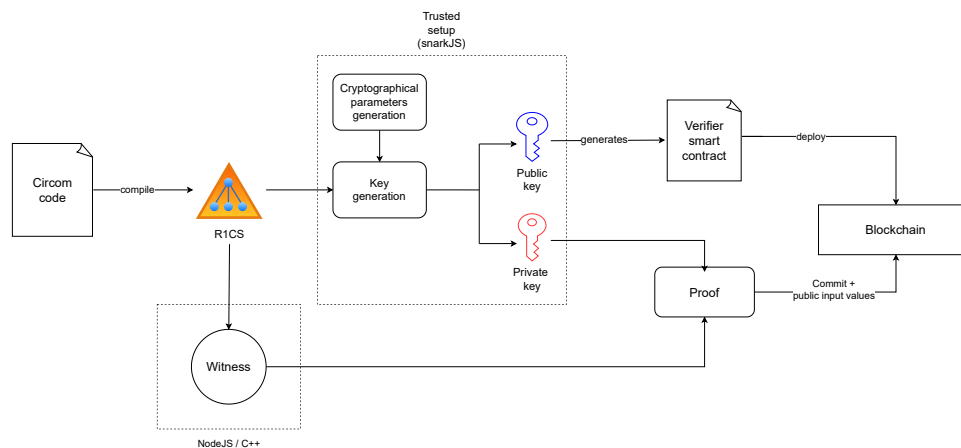 Trusted
setup
(snarkJS)
Cryptographical
parameters
generation
Circom
code
compile
R1CS
Key
generation
Public
key
generates
Verifier
smart
contract
deploy
Blockchain
Private
key
Proof
Commit +
public input values
Witness
NodeJS / C++